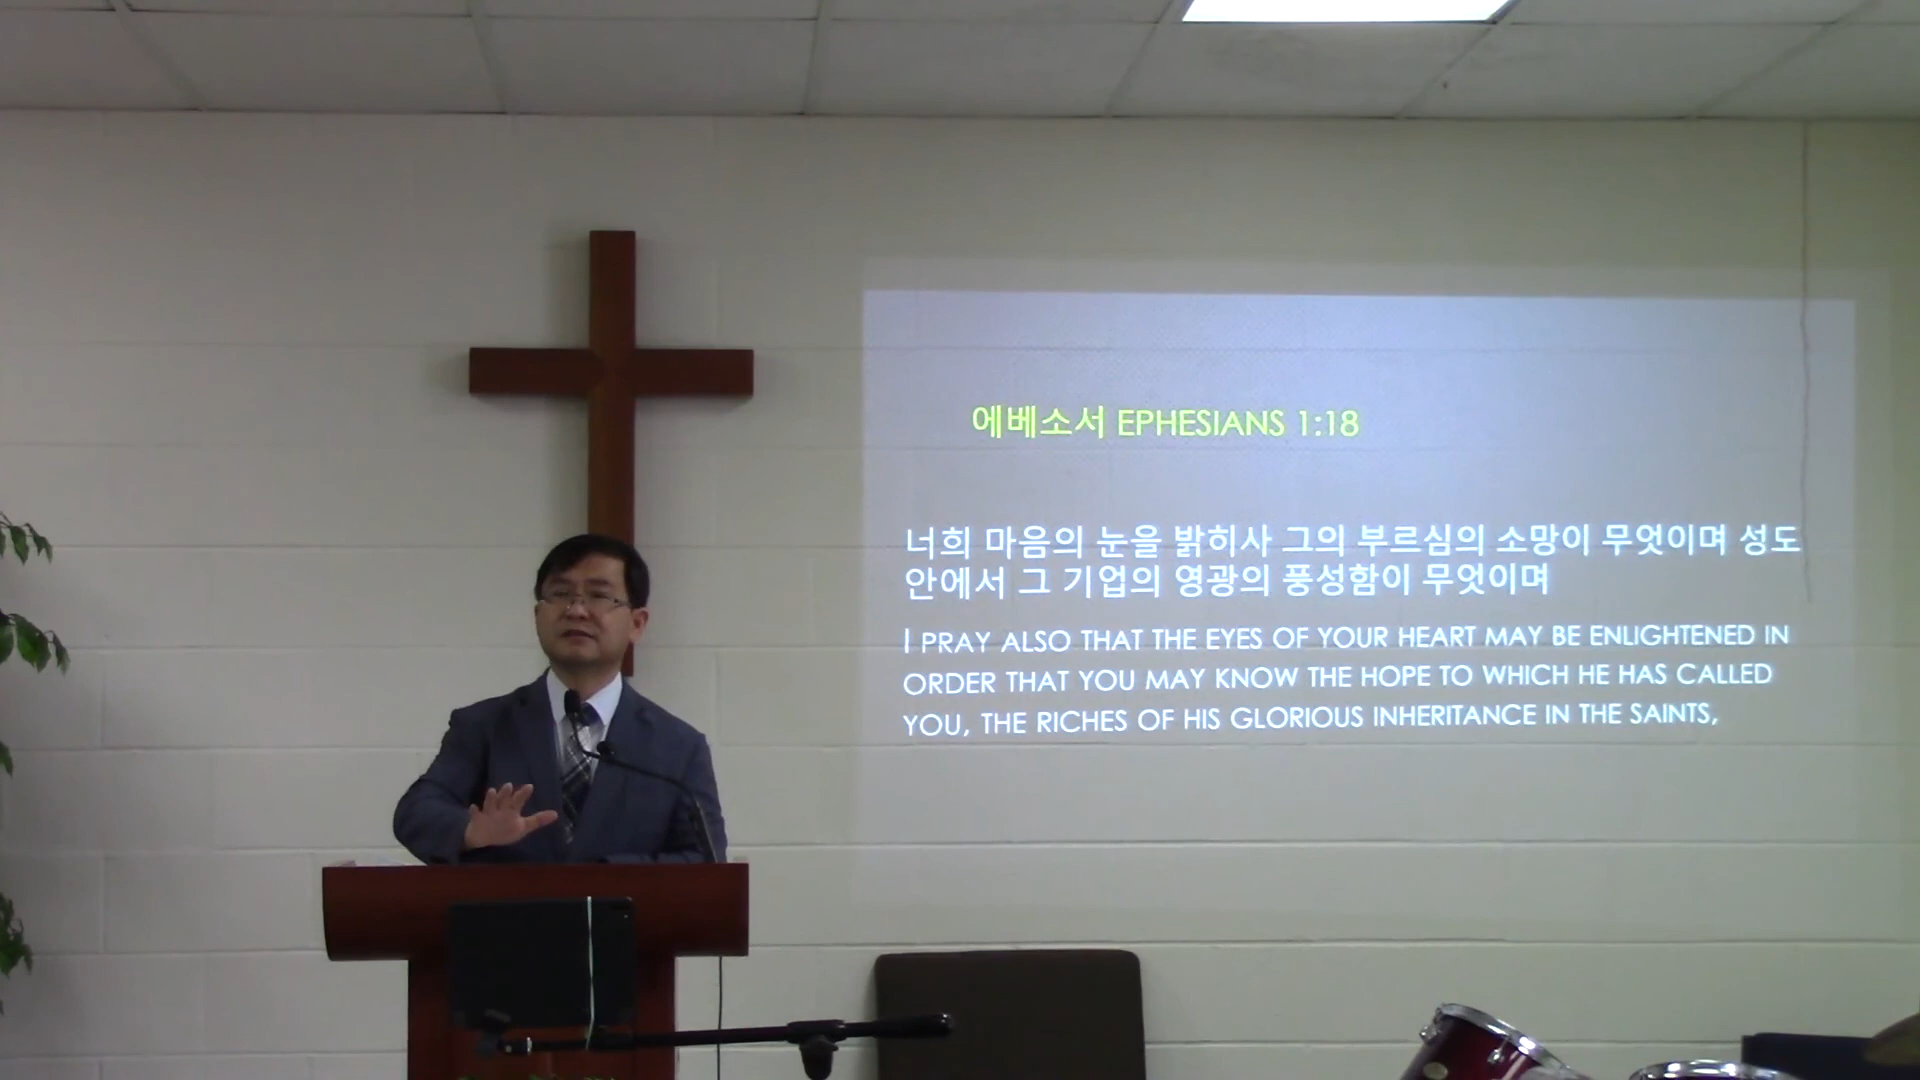 에베소서 EPHESIANS 1:18
너희 마음의 눈을 밝히사 그의 부르심의 소망이 무엇이며 성도
안에서 그 기업의 영광의 풍성함이 무엇이며
I PRAY ALSO THAT THE EYES OF YOUR HEART MAY BE ENLIGHTENED IN
ORDER THAT YOU MAY KNOW THE HOPE TO WHICH HE HAS CALLED
YOU, THE RICHES OF HIS GLORIOUS INHERITANCE IN THE SAINTS,